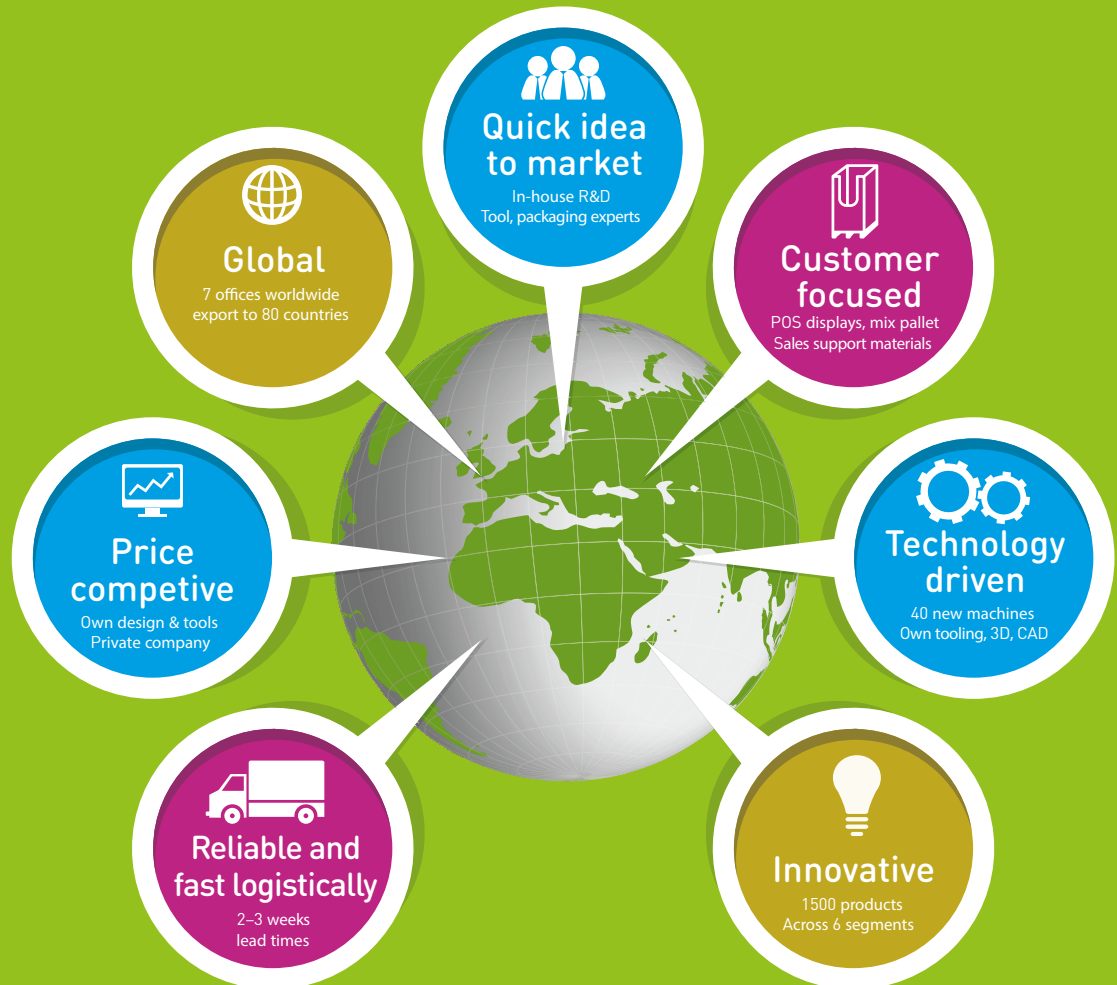 Quick idea
to market
In-house R&D
Tool, packaging experts
Global
7 offices worldwide
export to 80 countries
Customer
focused
POS displays, mix pallet
Sales support materials
Price
competive
Own design & tools
Private company
Technology
driven
40 new machines
Own tooling, 3D, CAD
Reliable and
fast logistically
2–3 weeks
lead times
Innovative
1500 products
Across 6 segments